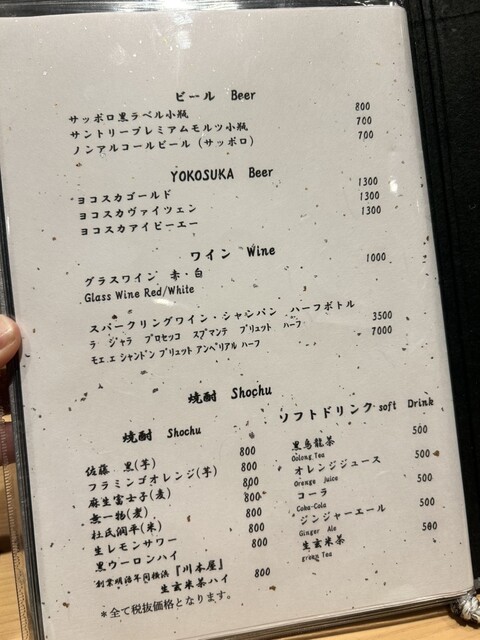 ビール Beer
サッポロ黒ラベル小瓶 800
サントリープレミアムモルツ小瓶 700
ノンアルコールビール（サッポロ） 700
YOKOSUKA Beer
ヨコスカゴールド 1300
ヨコスカヴァイツェン 1300
ヨコスカアイピーエー 1300
ワイン Wine
グラスワイン 赤・白 1000
Glass Wine Red/White
スパークリングワイン・シャンパン ハーフボトル
ラ ジャラ プロセッコ スプマンテ ブリュット ハーフ 3500
モエ エ シャンドン ブリュット アンペリアル ハーフ 7000
焼酎 Shochu
焼酎 Shochu
佐藤 黒(芋) 800
フラミンゴオレンジ(芋) 800
麻生富士子(麦) 800
無一物(麦) 800
杜氏潤平(米) 800
生レモンサワー 800
黒ウーロンハイ 800
創業明治年間横浜『川本屋』
生玄米茶ハイ 800
＊全て税抜価格となります。
ソフトドリンク soft Drink
黒烏龍茶 500
Oolong Tea
オレンジジュース 500
Orenge juice
コーラ 500
Coka-Cola
ジンジャーエール 500
Ginger Ale
生玄米茶 500
green Tea